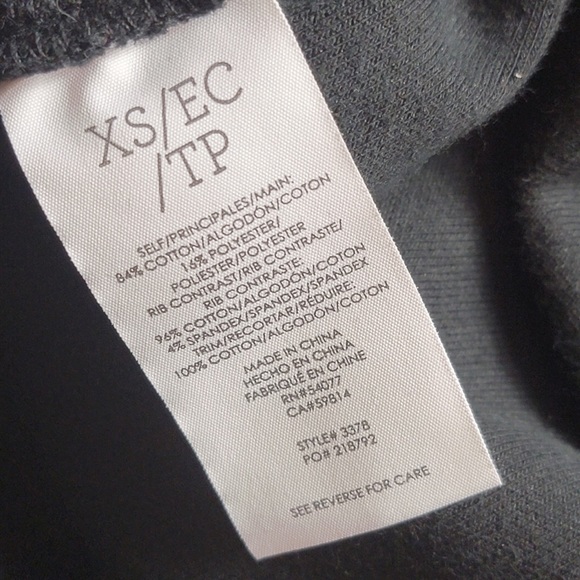 XS/EC
/TP
SELF/PRINCIPALES/MAIN:
84% COTTON/ALGODÓN/COTON
16% POLYESTER/
POLIESTER/POLYESTER
RIB CONTRAST/RIB CONTRASTE/
RIB CONTRASTE:
96% COTTON/ALGODÓN/COTON
4% SPANDEX/SPANDEX/SPANDEX
TRIM/RECORTAR/RÉDUIRE:
100% COTTON/ALGODÓN/COTON
MADE IN CHINA
HECHO EN CHINA
FABRIQUÉ EN CHINE
RN#54077
CA#59814
STYLE# 337B
PO# 218792
SEE REVERSE FOR CARE